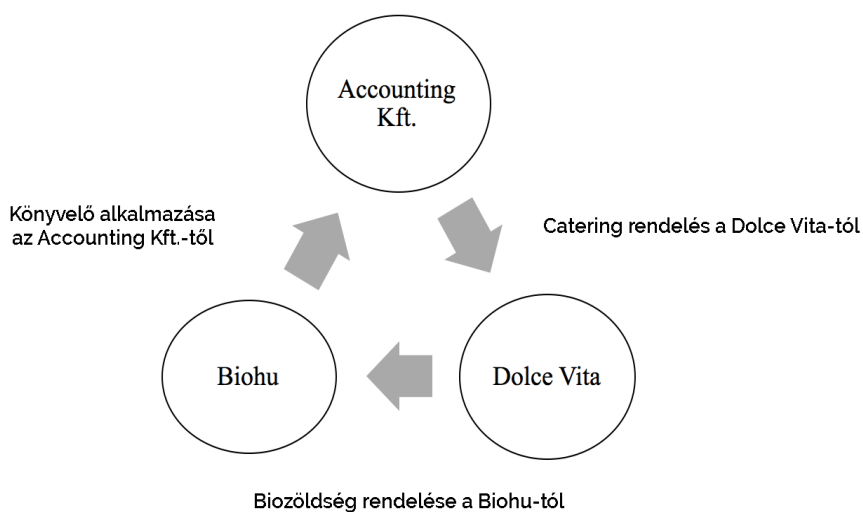 Accounting
Kft.
Könyvelő alkalmazása
az Accounting Kft.-től
Catering rendelés a Dolce Vita-tól
Biohu
Dolce Vita
Biozöldség rendelése a Biohu-tól